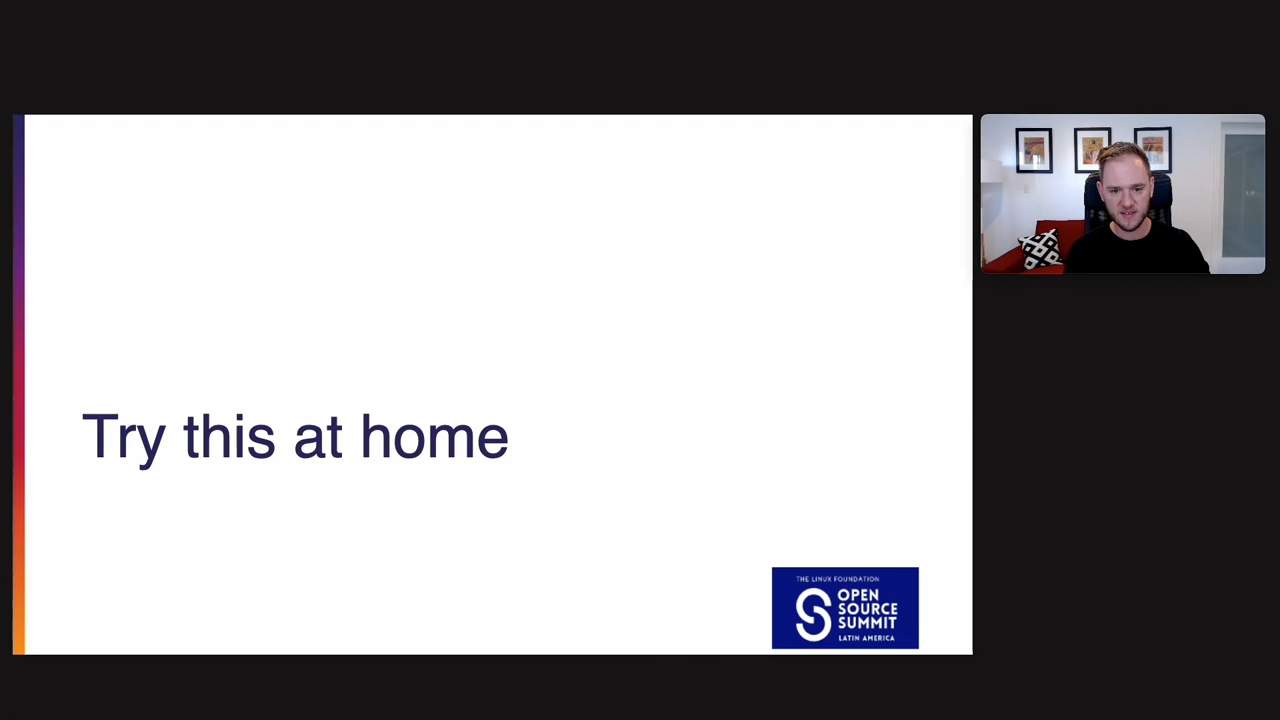 Try this at home
THE LINUX FOUNDATION
OPEN
SOURCE
SUMMIT
LATIN AMERICA